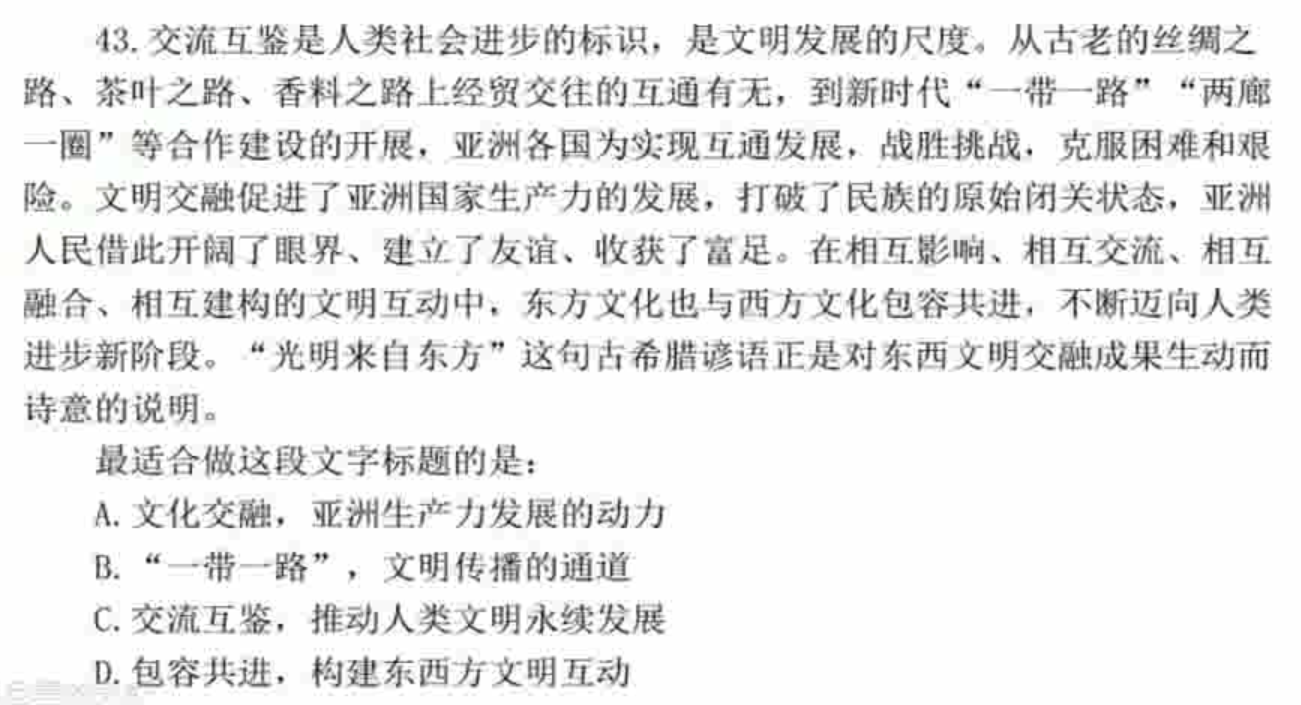 43. 交流互鉴是人类社会进步的标识，是文明发展的尺度。从古老的丝绸之
路、茶叶之路、香料之路上经贸交往的互通有无，到新时代“一带一路”“两廊
一圈”等合作建设的开展，亚洲各国为实现互通发展，战胜挑战，克服困难和艰
险。文明交融促进了亚洲国家生产力的发展，打破了民族的原始闭关状态，亚洲
人民借此开阔了眼界、建立了友谊、收获了富足。在相互影响、相互交流、相互
融合、相互建构的文明互动中，东方文化也与西方文化包容共进，不断迈向人类
进步新阶段。“光明来自东方”这句古希腊谚语正是对东西文明交融成果生动而
诗意的说明。
最适合做这段文字标题的是：
A. 文化交融，亚洲生产力发展的动力
B. “一带一路”，文明传播的通道
C. 交流互鉴，推动人类文明永续发展
D. 包容共进，构建东西方文明互动